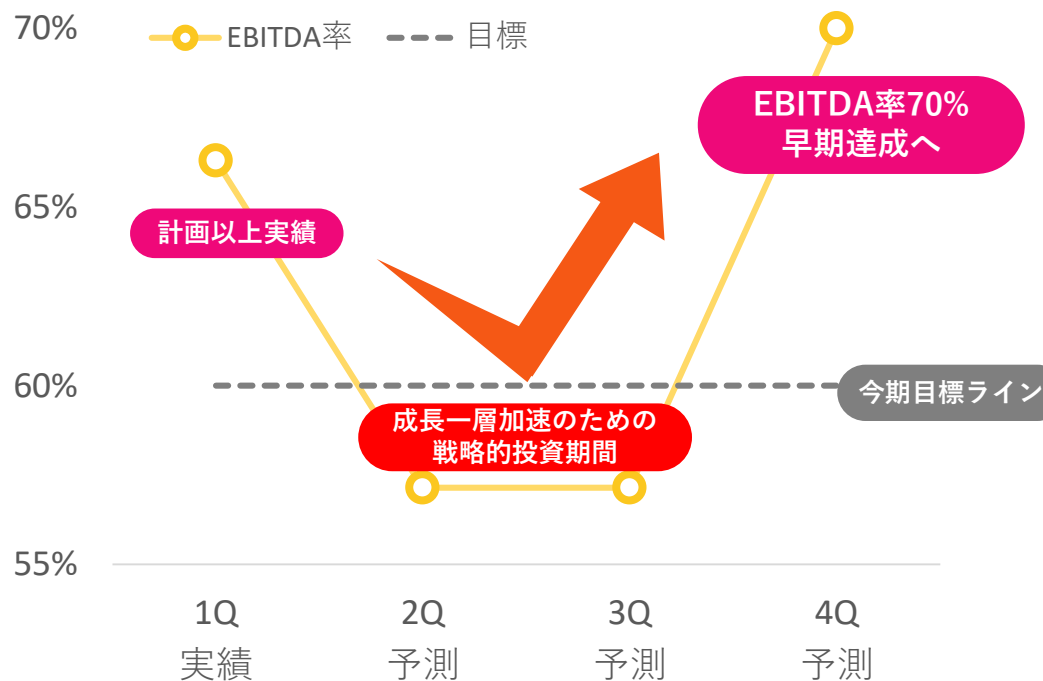 70%
EBITDA率
目標
EBITDA率70%
早期達成へ
65%
計画以上実績
60%
今期目標ライン
成長一層加速のための
戦略的投資期間
55%
1Q
実績
2Q
予測
3Q
予測
4Q
予測